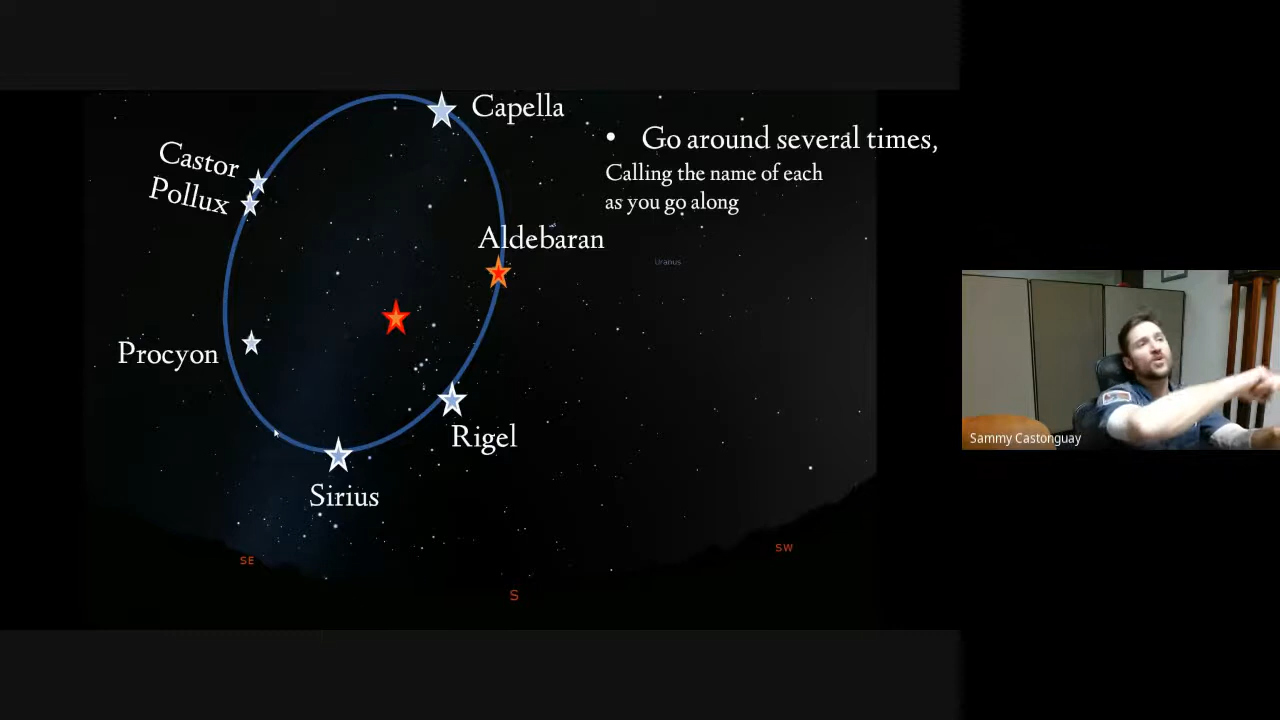 Capella
Go around several times,
Castor
Calling the name of each
Pollux
as you go along
Aldebaran
Uranus
Procyon
Rigel
Sammy Castonguay
Sirius
SE
SW
S